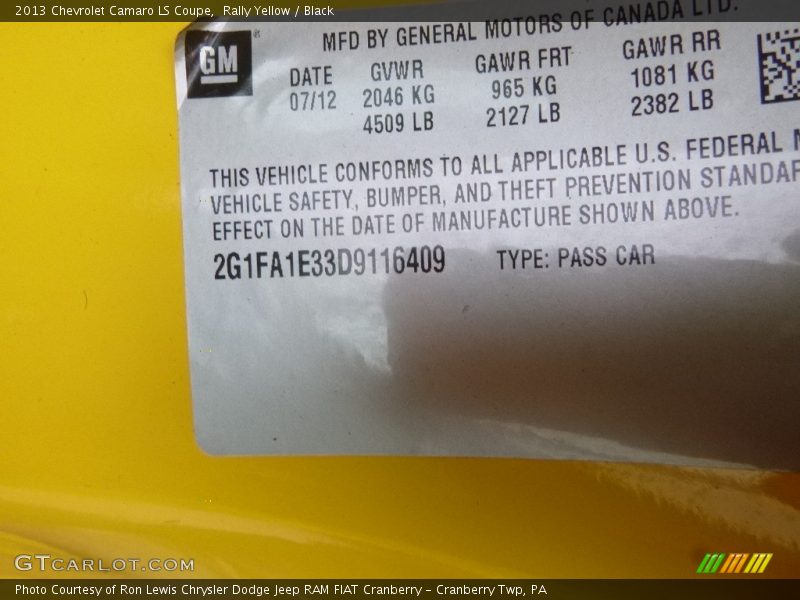 2013 Chevrolet Camaro LS Coupe, Rally Yellow / Black
GM
MFD BY GENERAL MOTORS OF CANADA LTD.
DATE GVWR GAWR FRT GAWR RR
07/12 2046 KG 965 KG 1081 KG
4509 LB 2127 LB 2382 LB
THIS VEHICLE CONFORMS TO ALL APPLICABLE U.S. FEDERAL
VEHICLE SAFETY, BUMPER, AND THEFT PREVENTION STANDAR
EFFECT ON THE DATE OF MANUFACTURE SHOWN ABOVE.
2G1FA1E33D9116409 TYPE: PASS CAR
GTCARLOT.COM
Photo Courtesy of Ron Lewis Chrysler Dodge Jeep RAM FIAT Cranberry – Cranberry Twp, PA